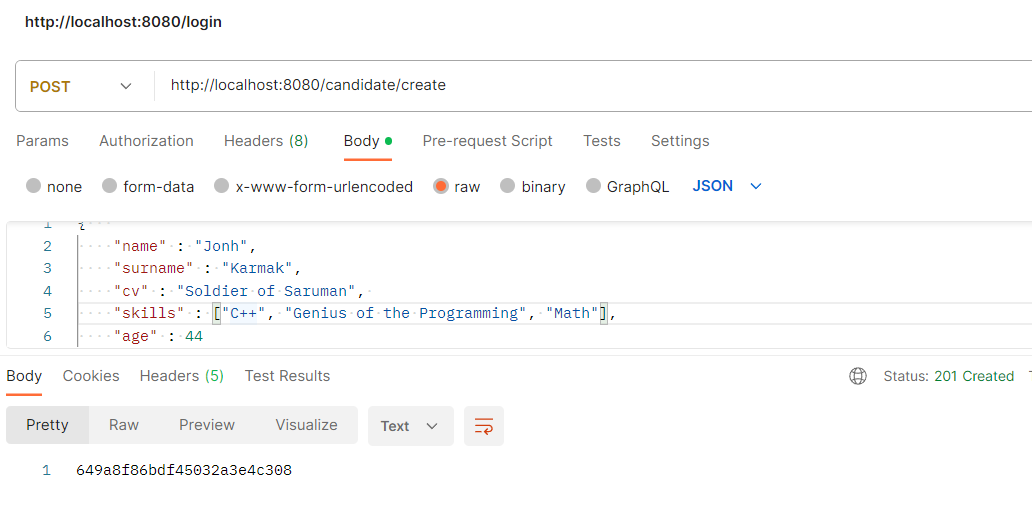 http://localhost:8080/login
POST http://localhost:8080/candidate/create
Params Authorization Headers (8) Body Pre-request Script Tests Settings
none form-data x-www-form-urlencoded raw binary GraphQL JSON
1 {
2 "name" : "Jonh",
3 "surname" : "Karmak",
4 "cv" : "Soldier of Saruman",
5 "skills" : ["C++", "Genius of the Programming", "Math"],
6 "age" : 44
Body Cookies Headers (5) Test Results Status: 201 Created
Pretty Raw Preview Visualize Text
1 649a8f86bdf45032a3e4c308